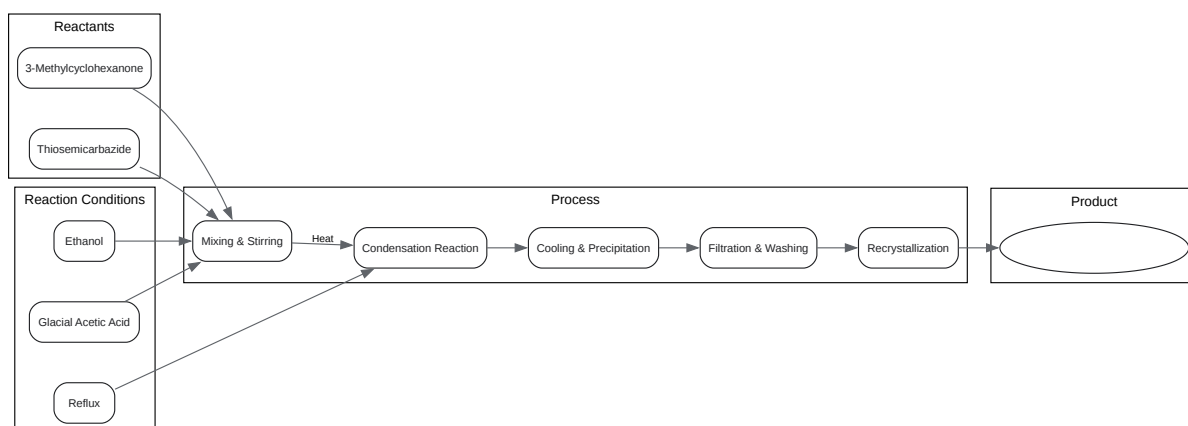 Reactants
3-Methylcyclohexanone
Thiosemicarbazide
Reaction Conditions
Ethanol
Glacial Acetic Acid
Reflux
Process
Mixing & Stirring
Heat
Condensation Reaction
Cooling & Precipitation
Filtration & Washing
Recrystallization
Product